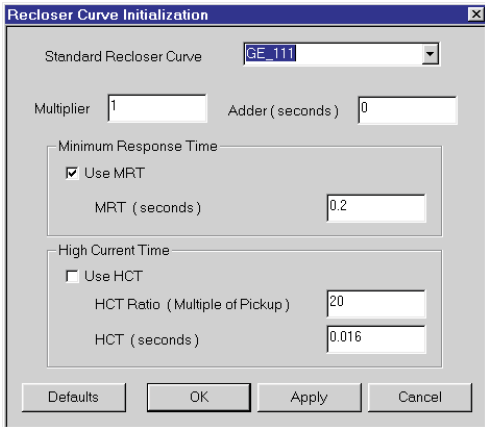 Recloser Curve Initialization
Standard Recloser Curve GE_111
Multiplier 1 Adder ( seconds ) 0
Minimum Response Time
Use MRT
MRT ( seconds ) 0.2
High Current Time
Use HCT
HCT Ratio ( Multiple of Pickup ) 20
HCT ( seconds ) 0.016
Defaults OK Apply Cancel